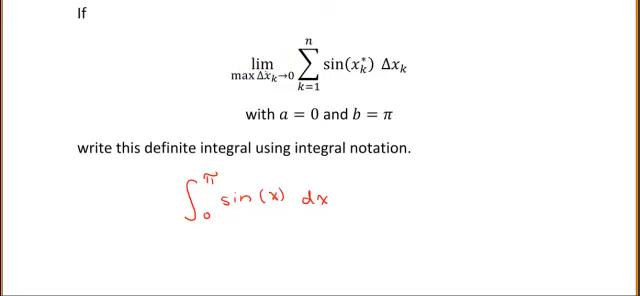 If
lim max Δx_k→0 ∑_{k=1}^{n} sin(x_k^*) Δx_k
with a = 0 and b = π
write this definite integral using integral notation.
∫_0^π sin(x) dx